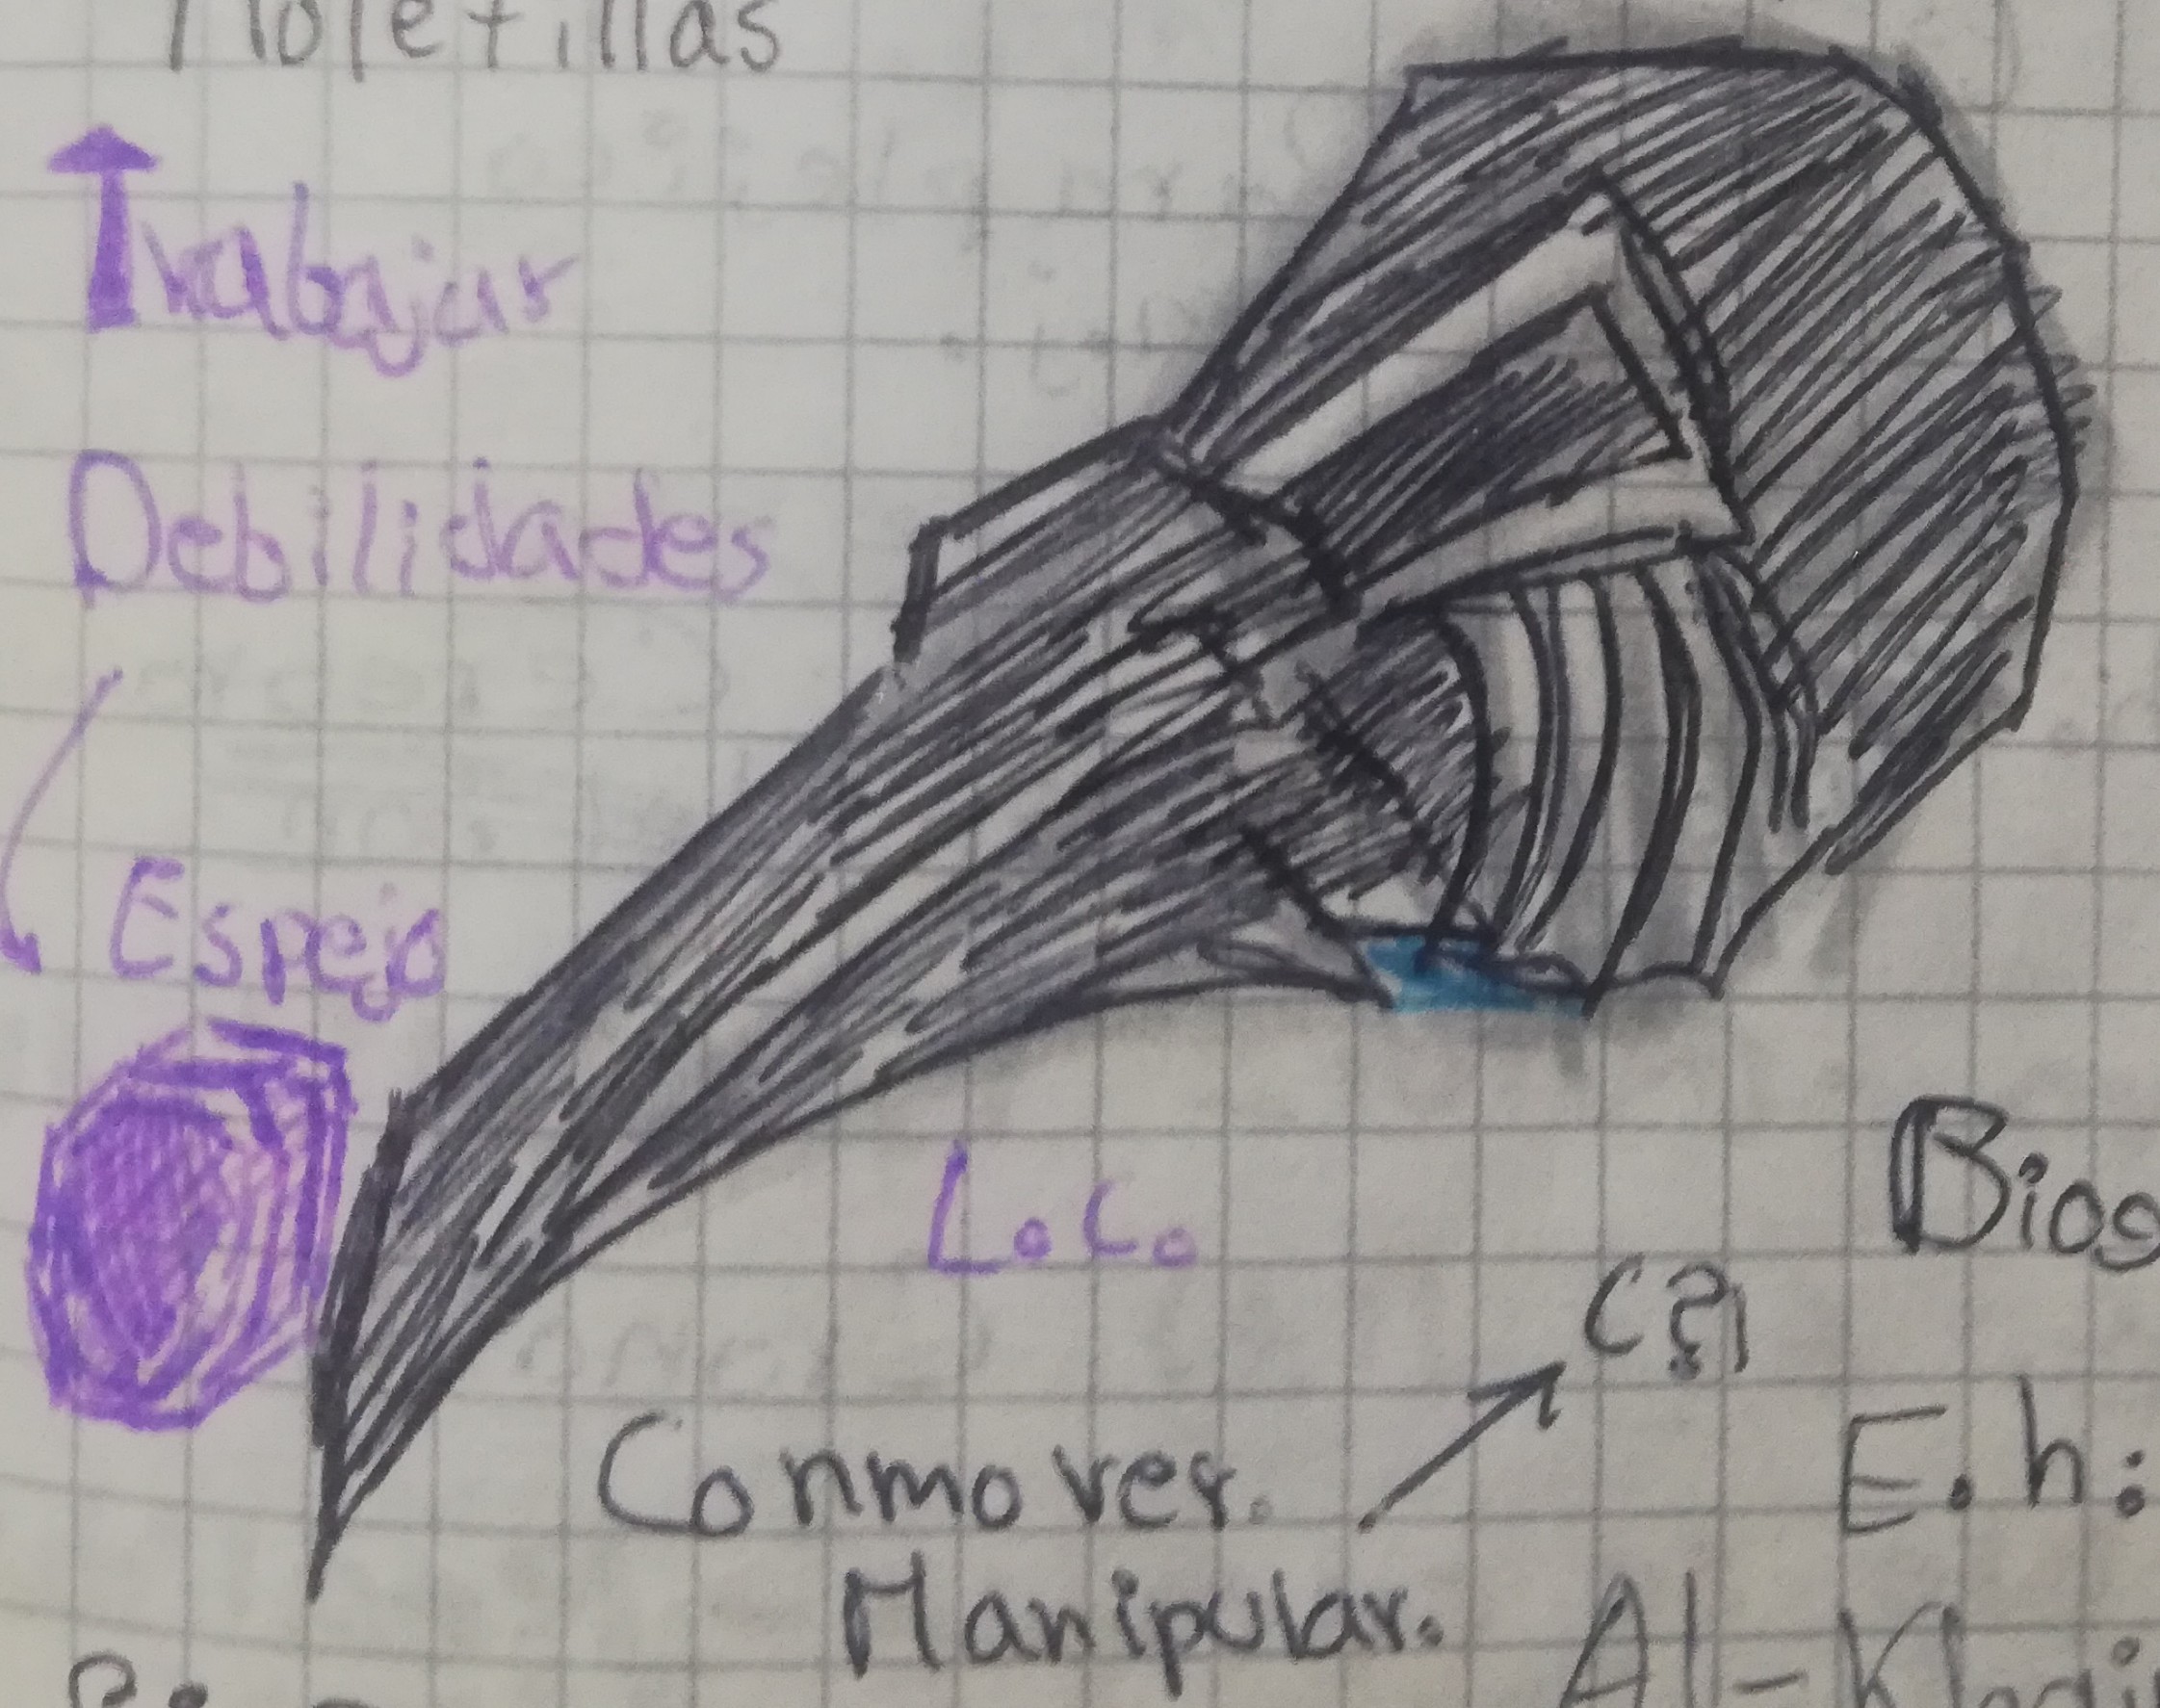 Trabajar
Debilidades
Espejo
Loco
Biog
Conmover.
E.h:
Manipular.